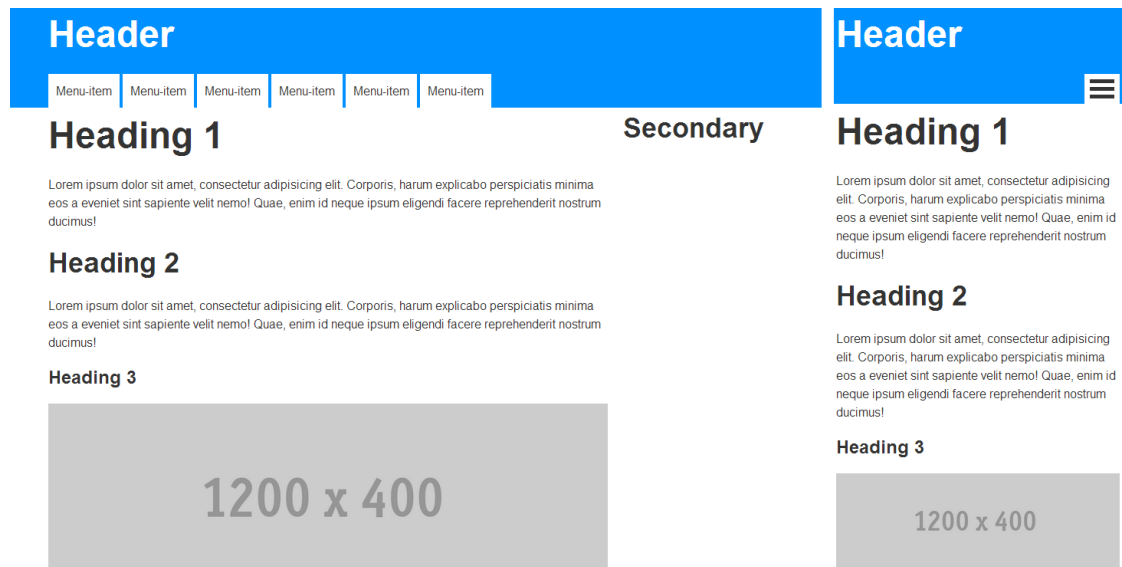 Header
Menu-item Menu-item Menu-item Menu-item Menu-item Menu-item
Heading 1
Lorem ipsum dolor sit amet, consectetur adipisicing elit. Corporis, harum explicabo perspiciatis minima
eos a eveniet sint sapiente velit nemo! Quae, enim id neque ipsum eligendi facere reprehenderit nostrum
ducimus!
Heading 2
Lorem ipsum dolor sit amet, consectetur adipisicing elit. Corporis, harum explicabo perspiciatis minima
eos a eveniet sint sapiente velit nemo! Quae, enim id neque ipsum eligendi facere reprehenderit nostrum
ducimus!
Heading 3
1200 x 400
Secondary
Header
Heading 1
Lorem ipsum dolor sit amet, consectetur adipisicing
elit. Corporis, harum explicabo perspiciatis minima
eos a eveniet sint sapiente velit nemo! Quae, enim id
neque ipsum eligendi facere reprehenderit nostrum
ducimus!
Heading 2
Lorem ipsum dolor sit amet, consectetur adipisicing
elit. Corporis, harum explicabo perspiciatis minima
eos a eveniet sint sapiente velit nemo! Quae, enim id
neque ipsum eligendi facere reprehenderit nostrum
ducimus!
Heading 3
1200 x 400